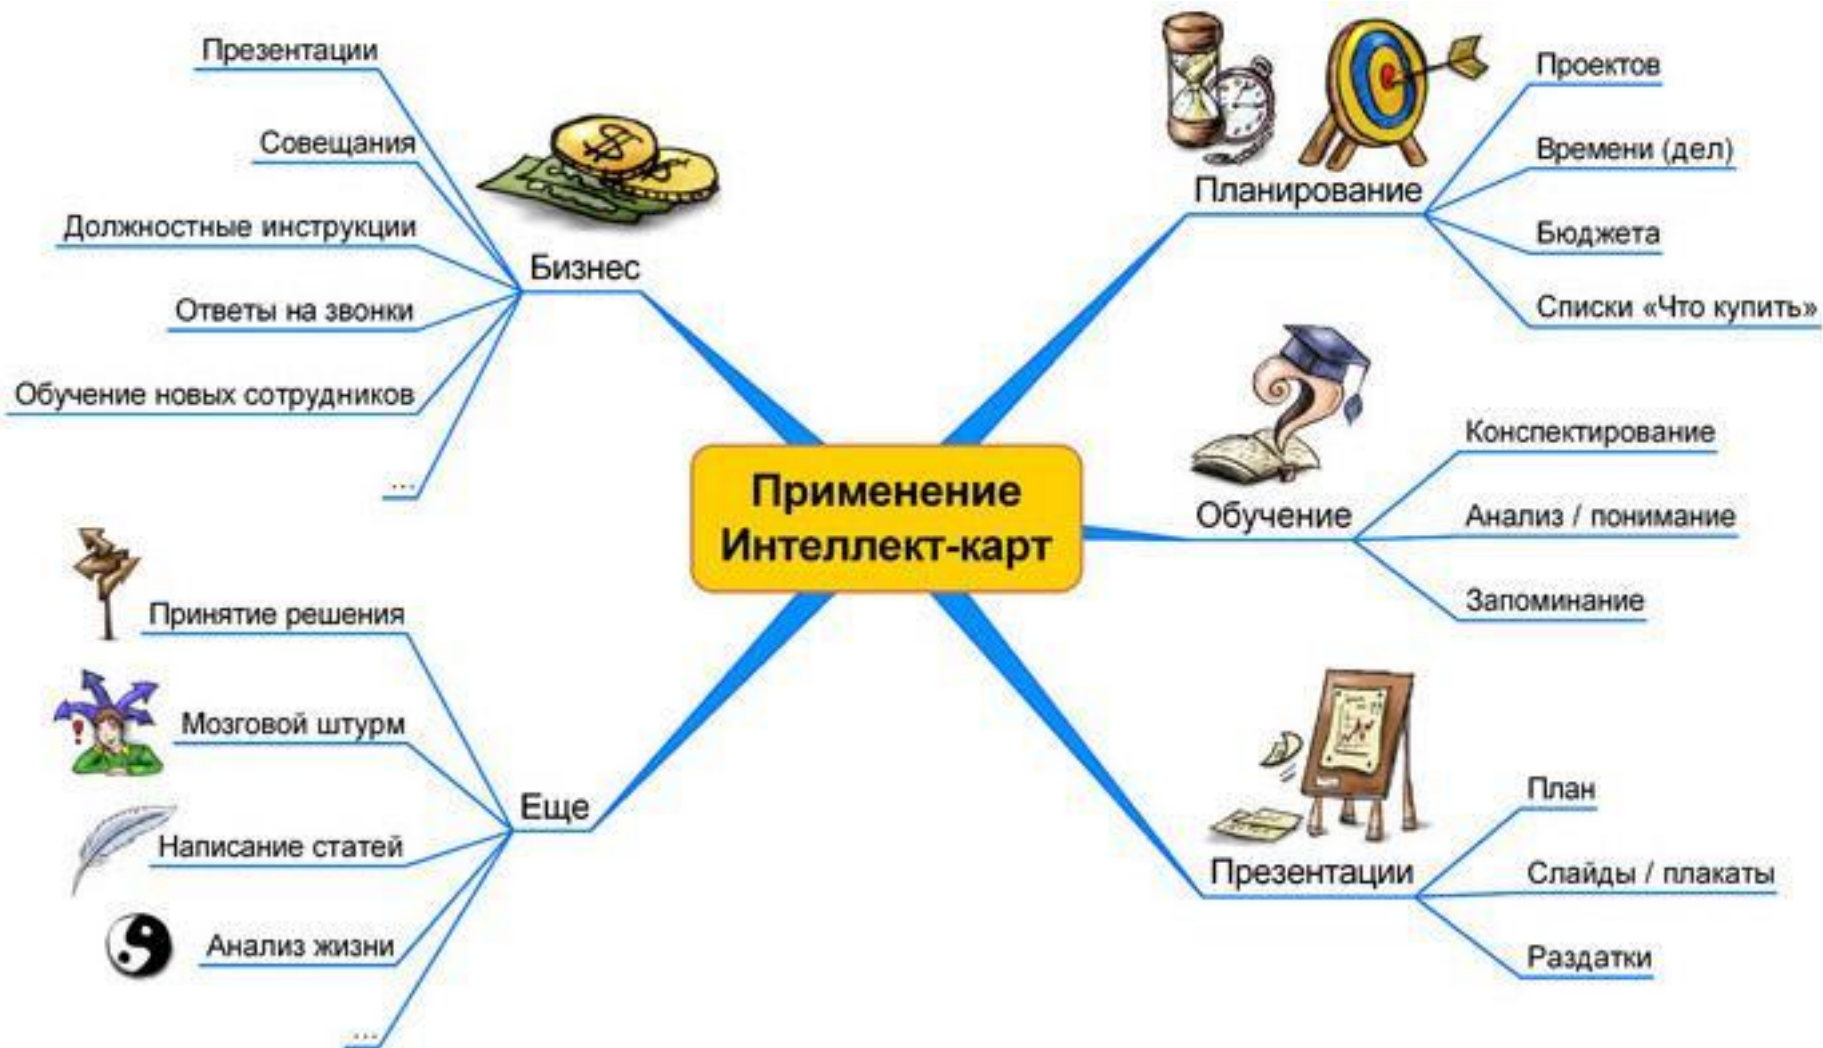 Применение
Интеллект-карт
Планирование
Проектов
Времени (дел)
Бюджета
Списки «Что купить»
Обучение
Конспектирование
Анализ / понимание
Запоминание
Презентации
План
Слайды / плакаты
Раздатки
Бизнес
Презентации
Совещания
Должностные инструкции
Ответы на звонки
Обучение новых сотрудников
...
Еще
Принятие решения
Мозговой штурм
Написание статей
Анализ жизни
...